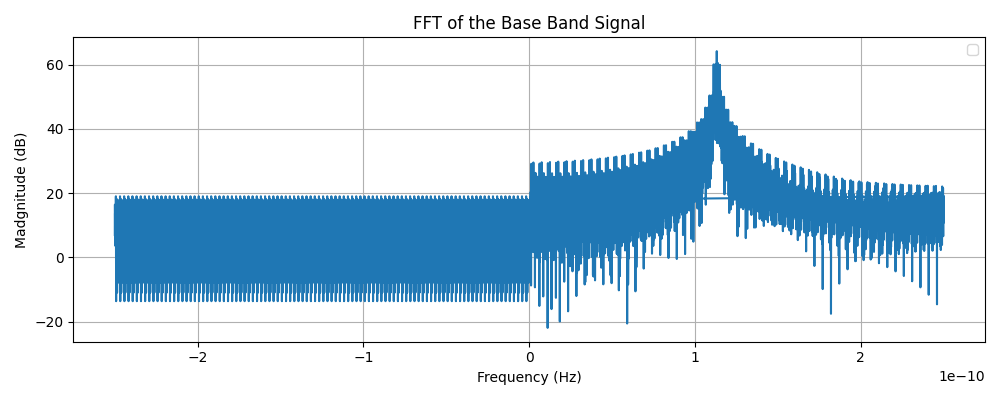 FFT of the Base Band Signal
Madgnitude (dB)
60
40
20
0
−20
−2
−1
0
1
2
1e−10
Frequency (Hz)